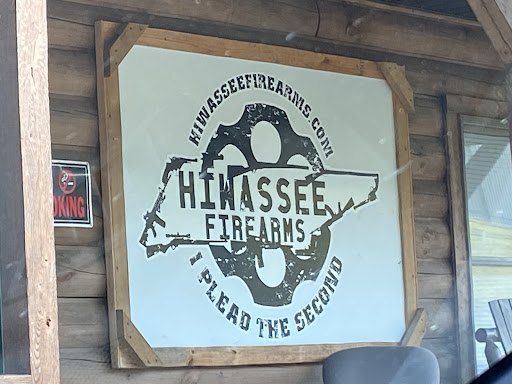 HIWASSEEFIREARMS.COM
HIWASSEE
FIREARMS
I PLEAD THE SECOND